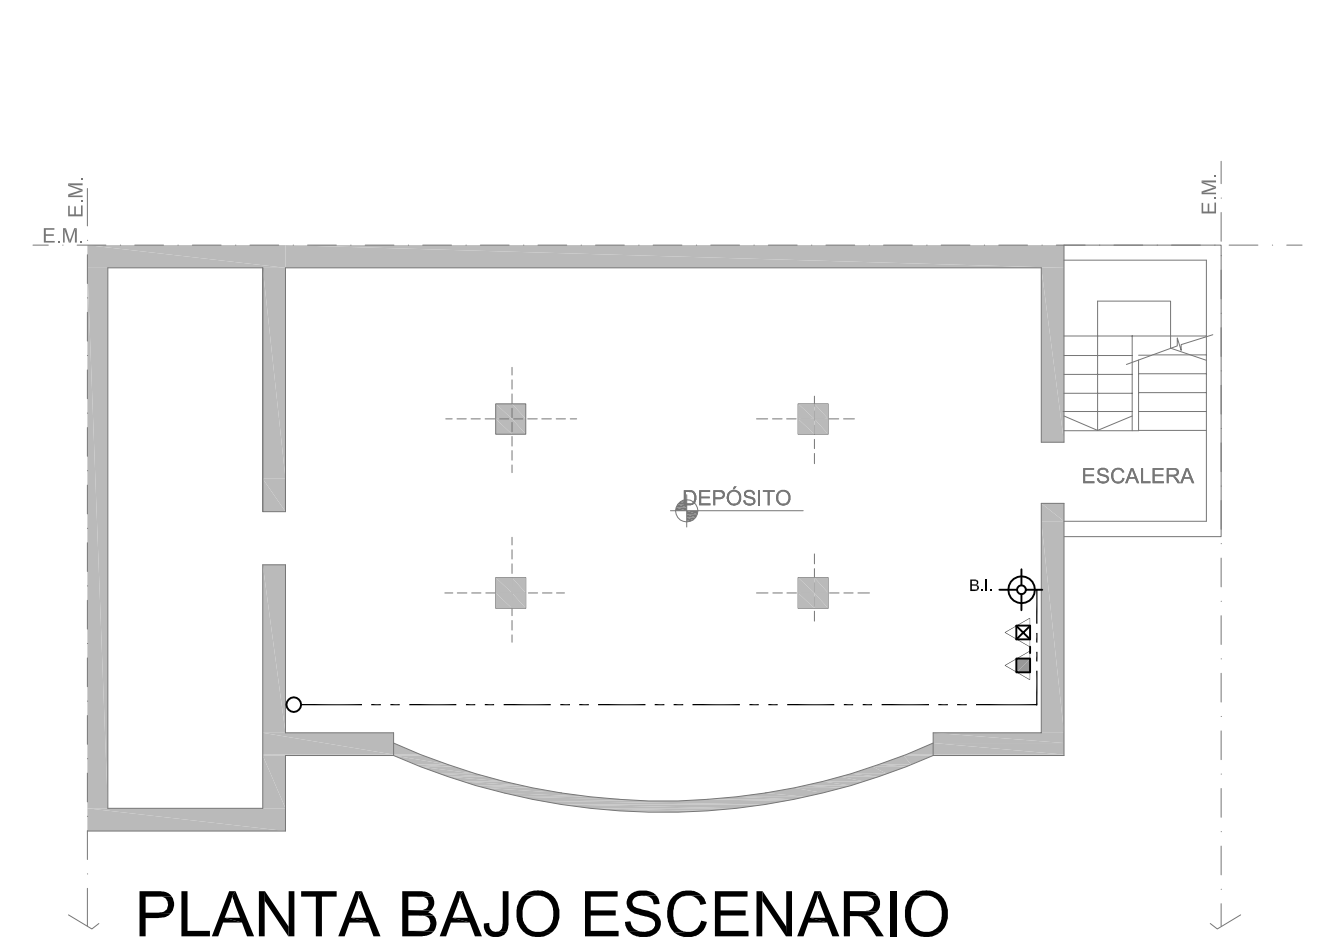 E.M.
E.M.
E.M.
ESCALERA
DEPÓSITO
B.I.
PLANTA BAJO ESCENARIO